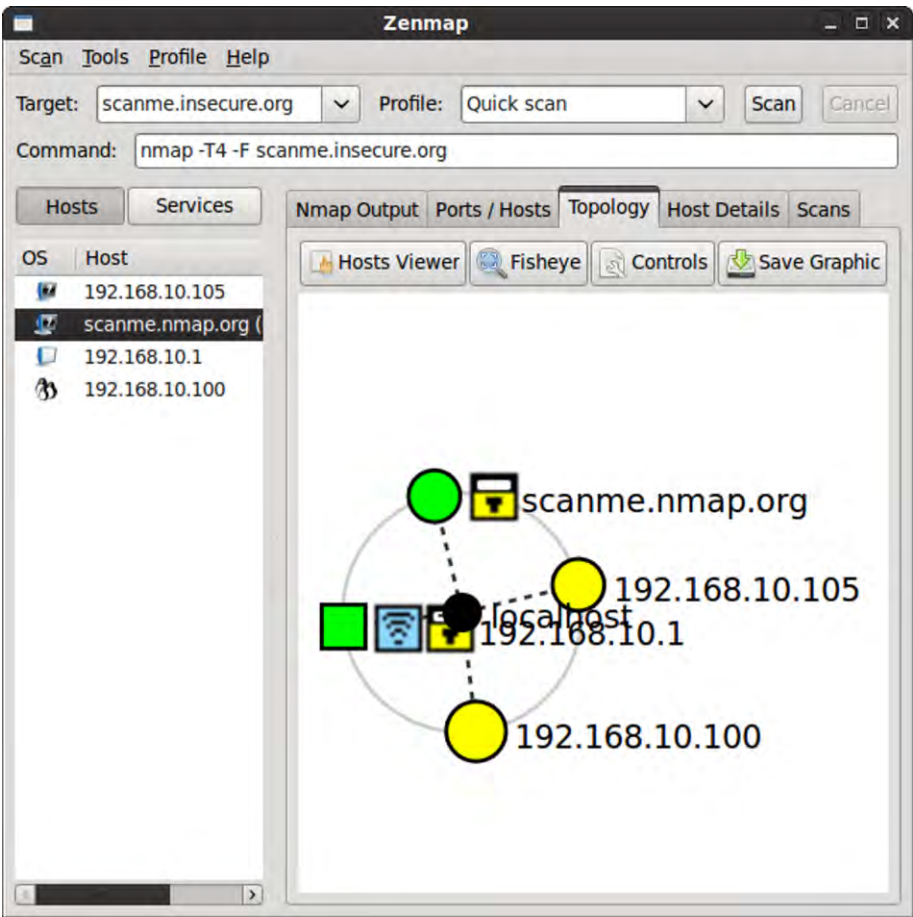 Zenmap
Scan Tools Profile Help
Target: scanme.insecure.org Profile: Quick scan Scan Cancel
Command: nmap -T4 -F scanme.insecure.org
Hosts Services
Nmap Output Ports / Hosts Topology Host Details Scans
Hosts Viewer Fisheye Controls Save Graphic
OS Host
192.168.10.105
scanme.nmap.org (
192.168.10.1
192.168.10.100
scanme.nmap.org
192.168.10.105
localhost
192.168.10.1
192.168.10.100